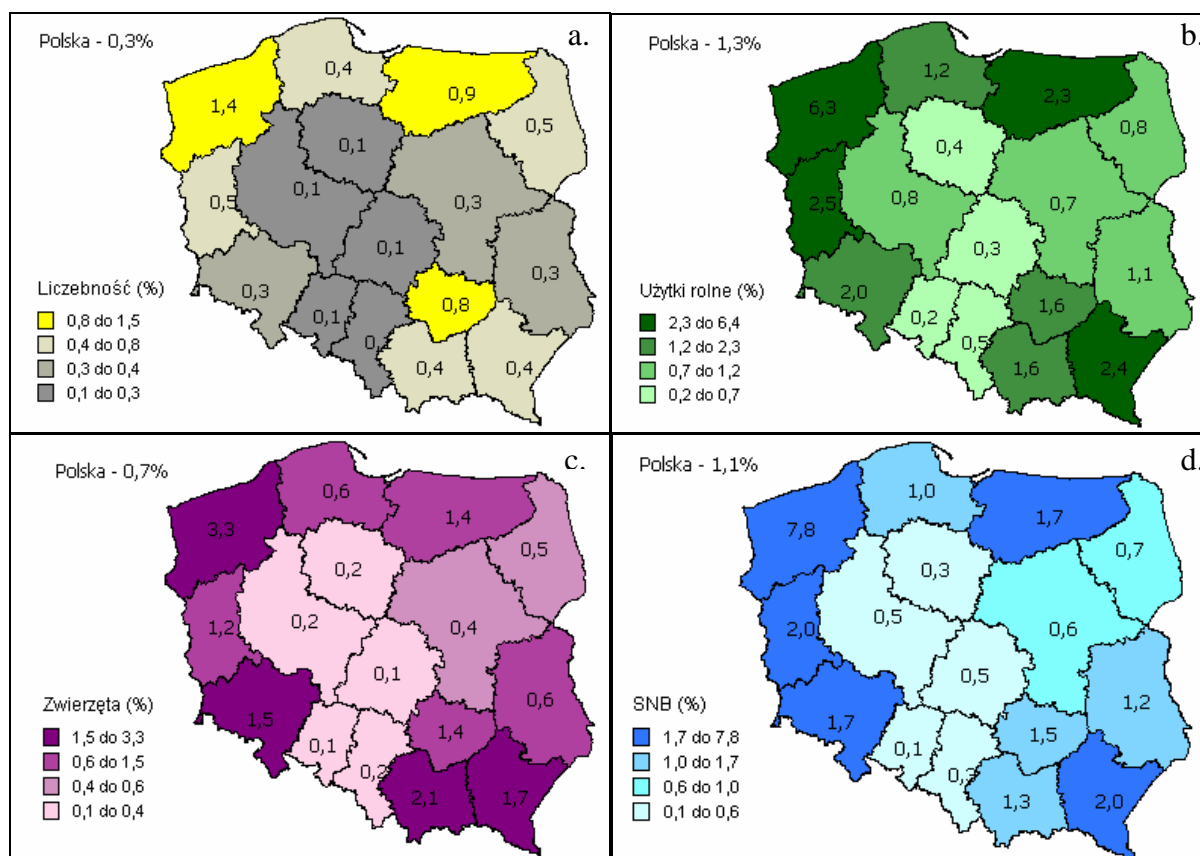 a.
Polska - 0,3%
0,4
1,4
0,9
0,5
0,1
0,1
0,5
0,3
0,1
0,3
0,3
0,8
0,1
0,
0,4
0,4
Liczebność (%)
0,8 do 1,5
0,4 do 0,8
0,3 do 0,4
0,1 do 0,3
b.
Polska - 1,3%
1,2
6,3
2,3
0,8
0,4
0,8
2,5
0,7
0,3
1,1
2,0
1,6
0,2
0,5
1,6
2,4
Użytki rolne (%)
2,3 do 6,4
1,2 do 2,3
0,7 do 1,2
0,2 do 0,7
c.
Polska - 0,7%
0,6
3,3
1,4
0,5
0,2
0,2
1,2
0,4
0,1
0,6
1,5
1,4
0,1
0,2
2,1
1,7
Zwierzęta (%)
1,5 do 3,3
0,6 do 1,5
0,4 do 0,6
0,1 do 0,4
d.
Polska - 1,1%
1,0
7,8
1,7
0,7
0,3
0,5
2,0
0,6
0,5
1,2
1,7
1,5
0,1
0,3
1,3
2,0
SNB (%)
1,7 do 7,8
1,0 do 1,7
0,6 do 1,0
0,1 do 0,6